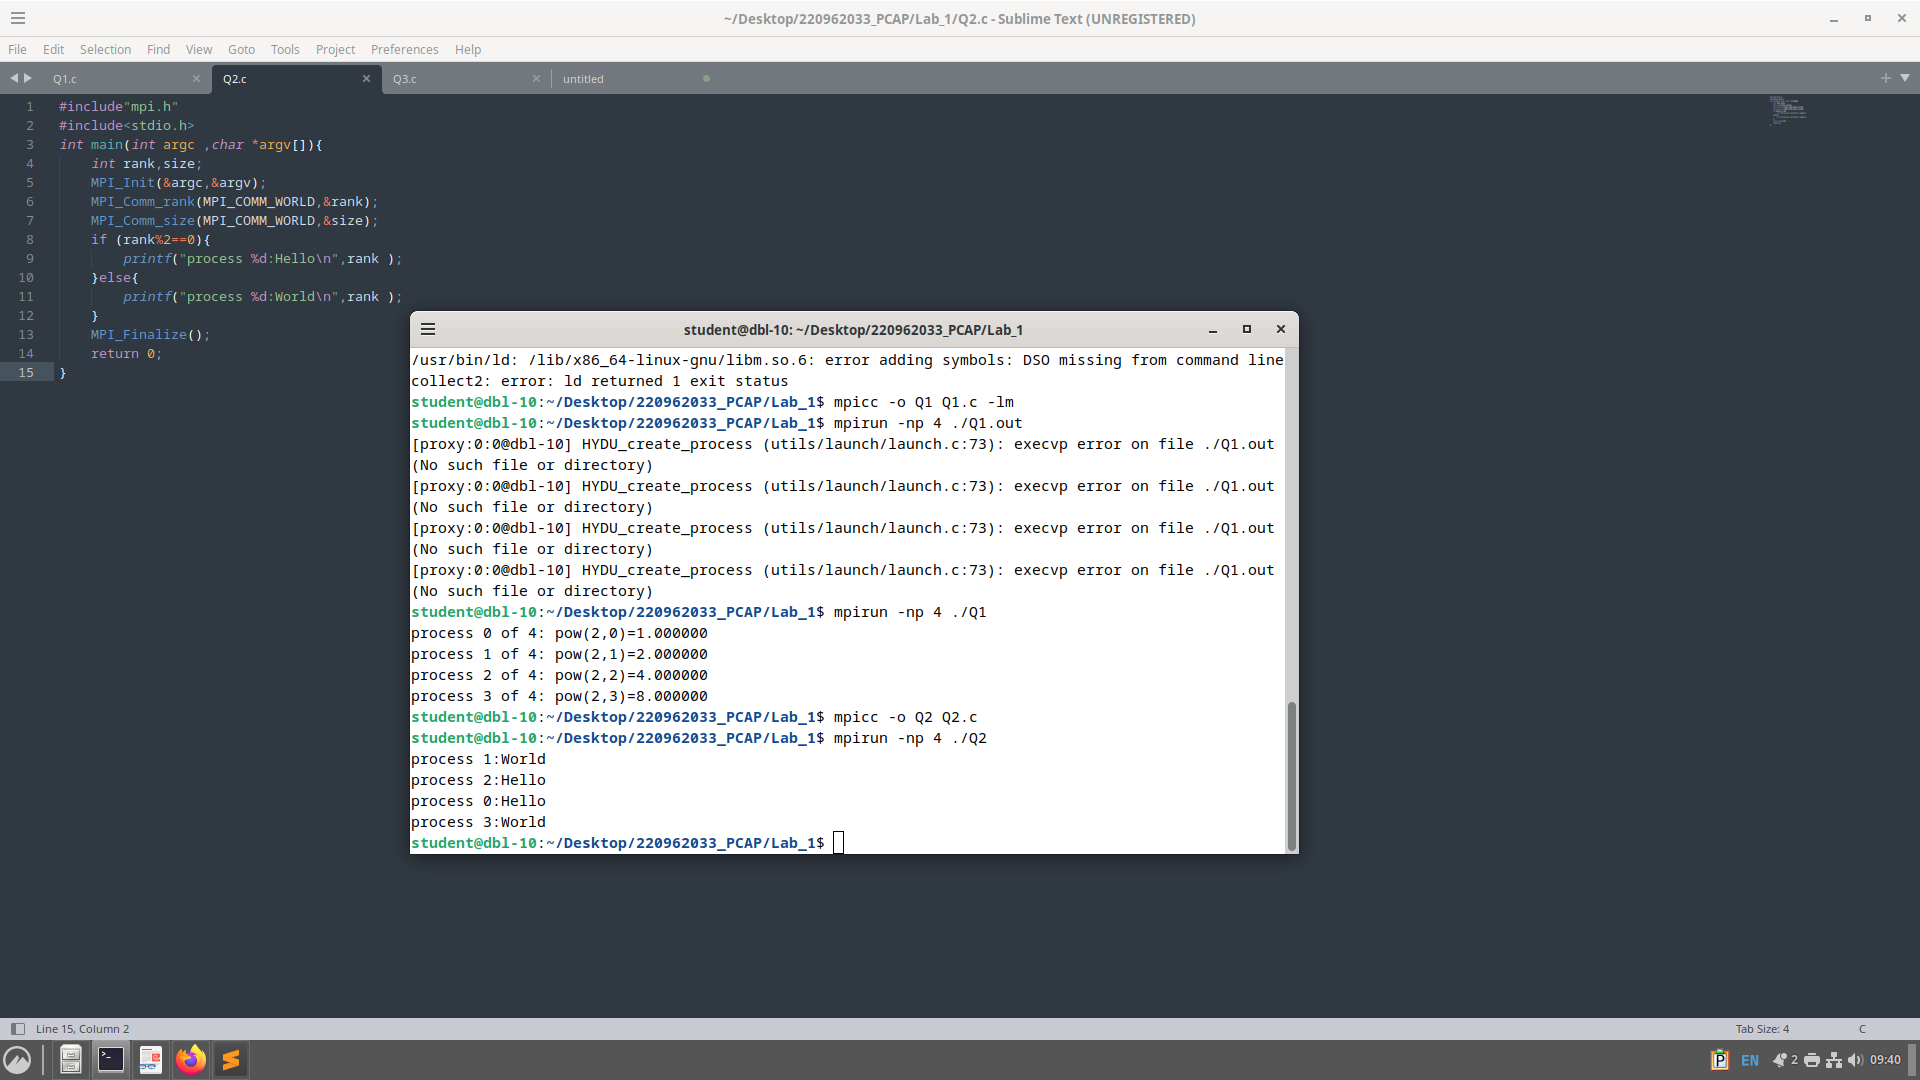 ~/Desktop/220962033_PCAP/Lab_1/Q2.c - Sublime Text (UNREGISTERED)
File Edit Selection Find View Goto Tools Project Preferences Help
Q1.c Q2.c Q3.c untitled
1 #include"mpi.h"
2 #include<stdio.h>
3 int main(int argc ,char *argv[]){
4 int rank,size;
5 MPI_Init(&argc,&argv);
6 MPI_Comm_rank(MPI_COMM_WORLD,&rank);
7 MPI_Comm_size(MPI_COMM_WORLD,&size);
8 if (rank%2==0){
9 printf("process %d:Hello\n",rank );
10 }else{
11 printf("process %d:World\n",rank );
12 }
13 MPI_Finalize();
14 return 0;
15 }
student@dbl-10: ~/Desktop/220962033_PCAP/Lab_1
/usr/bin/ld: /lib/x86_64-linux-gnu/libm.so.6: error adding symbols: DSO missing from command line
collect2: error: ld returned 1 exit status
student@dbl-10:~/Desktop/220962033_PCAP/Lab_1$ mpicc -o Q1 Q1.c -lm
student@dbl-10:~/Desktop/220962033_PCAP/Lab_1$ mpirun -np 4 ./Q1.out
[proxy:0:0@dbl-10] HYDU_create_process (utils/launch/launch.c:73): execvp error on file ./Q1.out
(No such file or directory)
[proxy:0:0@dbl-10] HYDU_create_process (utils/launch/launch.c:73): execvp error on file ./Q1.out
(No such file or directory)
[proxy:0:0@dbl-10] HYDU_create_process (utils/launch/launch.c:73): execvp error on file ./Q1.out
(No such file or directory)
[proxy:0:0@dbl-10] HYDU_create_process (utils/launch/launch.c:73): execvp error on file ./Q1.out
(No such file or directory)
student@dbl-10:~/Desktop/220962033_PCAP/Lab_1$ mpirun -np 4 ./Q1
process 0 of 4: pow(2,0)=1.000000
process 1 of 4: pow(2,1)=2.000000
process 2 of 4: pow(2,2)=4.000000
process 3 of 4: pow(2,3)=8.000000
student@dbl-10:~/Desktop/220962033_PCAP/Lab_1$ mpicc -o Q2 Q2.c
student@dbl-10:~/Desktop/220962033_PCAP/Lab_1$ mpirun -np 4 ./Q2
process 1:World
process 2:Hello
process 0:Hello
process 3:World
student@dbl-10:~/Desktop/220962033_PCAP/Lab_1$
Line 15, Column 2 Tab Size: 4 C
P EN 2 09:40